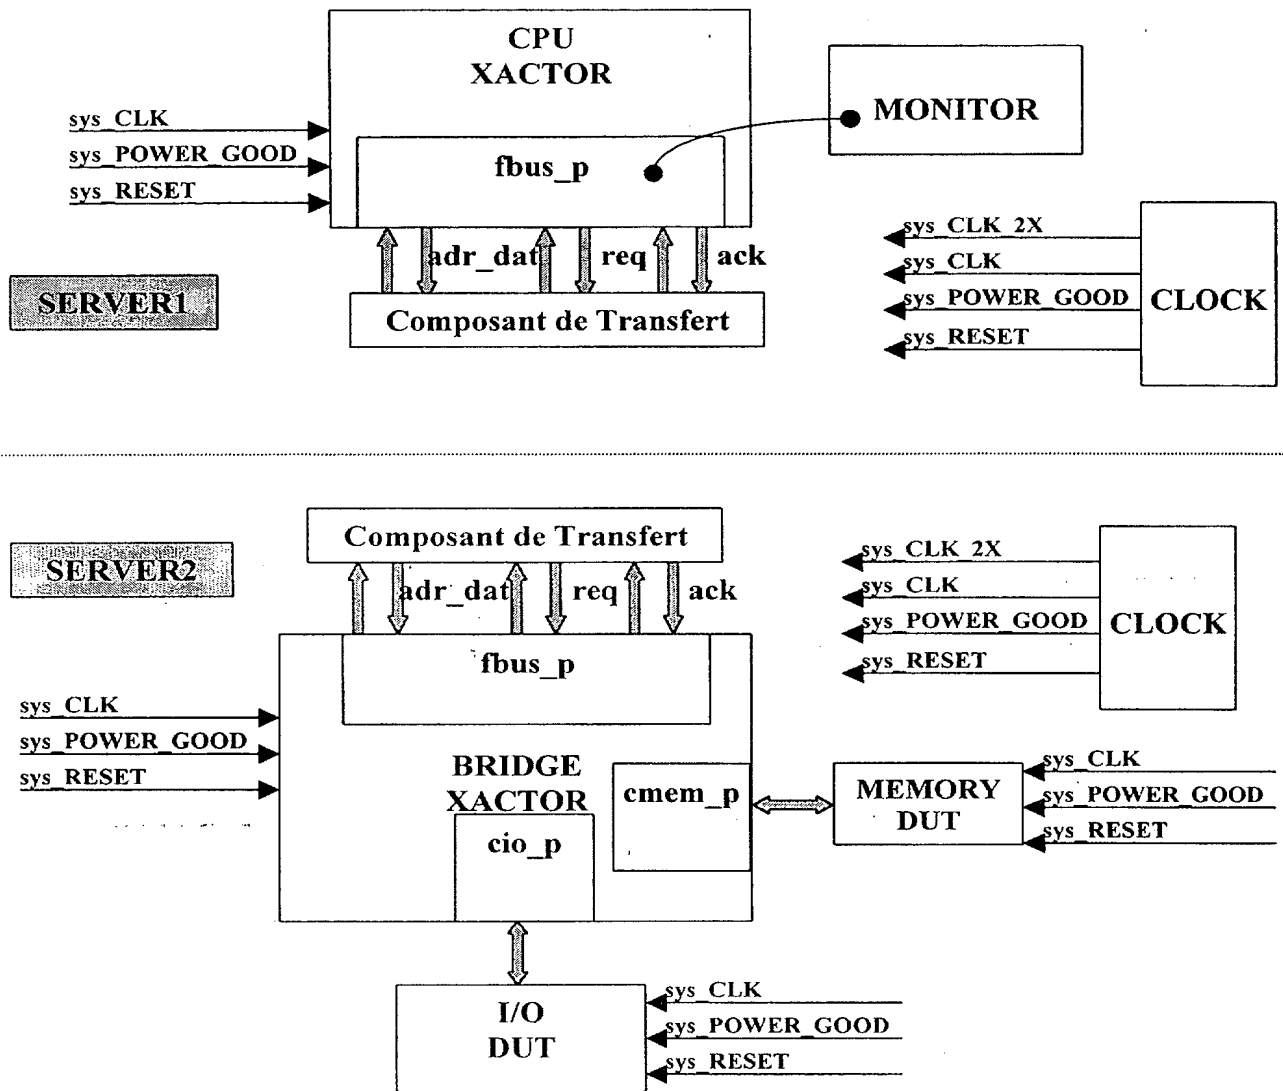 CPU
XACTOR
MONITOR
sys_CLK
sys_POWER_GOOD
sys_RESET
fbus_p
sys_CLK_2X
sys_CLK
sys_POWER_GOOD
sys_RESET
CLOCK
adr_dat req ack
SERVER1
Composant de Transfert
Composant de Transfert
SERVER2
adr_dat req ack
sys_CLK_2X
sys_CLK
sys_POWER_GOOD
sys_RESET
CLOCK
fbus_p
sys_CLK
sys_POWER_GOOD
sys_RESET
BRIDGE
XACTOR
cmem_p
cio_p
MEMORY
DUT
sys_CLK
sys_POWER_GOOD
sys_RESET
I/O
DUT
sys_CLK
sys_POWER_GOOD
sys_RESET